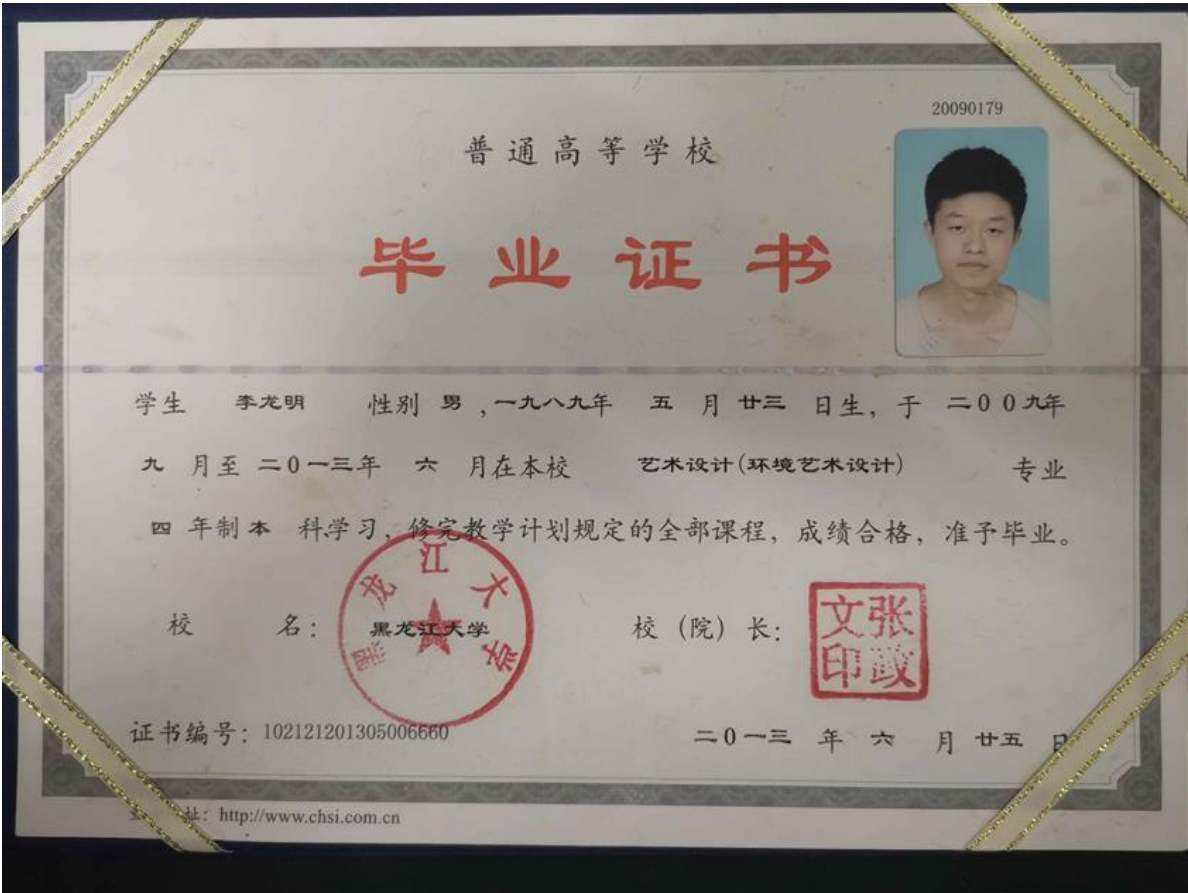 20090179
普通高等学校
毕业证书
学生 李龙明 性别 男 ,一九八九年 五 月 廿三 日生，于 二00九年
九 月至 二0一三年 六 月在本校 艺术设计(环境艺术设计) 专业
四 年制 本 科学习，修完教学计划规定的全部课程，成绩合格，准予毕业。
黑龙江大学
校 名： 黑龙江大学 校（院）长： 张文政印
证书编号：102121201305006660 二0一三 年 六 月 廿五 日
址：http://www.chsi.com.cn